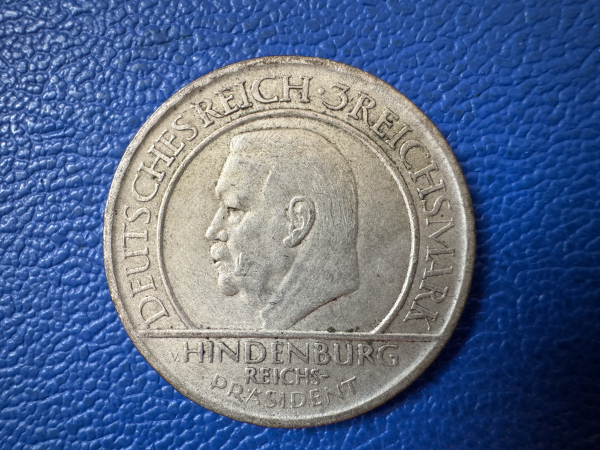 DEUTSCHES REICH · 3 REICHSMARK
V. HINDENBURG
REICHS-
PRÄSIDENT